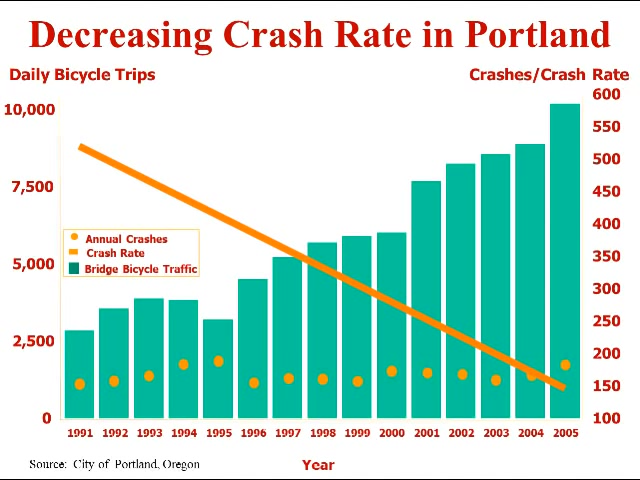 Decreasing Crash Rate in Portland
Daily Bicycle Trips
Crashes/Crash Rate
10,000
7,500
5,000
2,500
0
600
550
500
450
400
350
300
250
200
150
100
Annual Crashes
Crash Rate
Bridge Bicycle Traffic
1991 1992 1993 1994 1995 1996 1997 1998 1999 2000 2001 2002 2003 2004 2005
Source: City of Portland, Oregon
Year